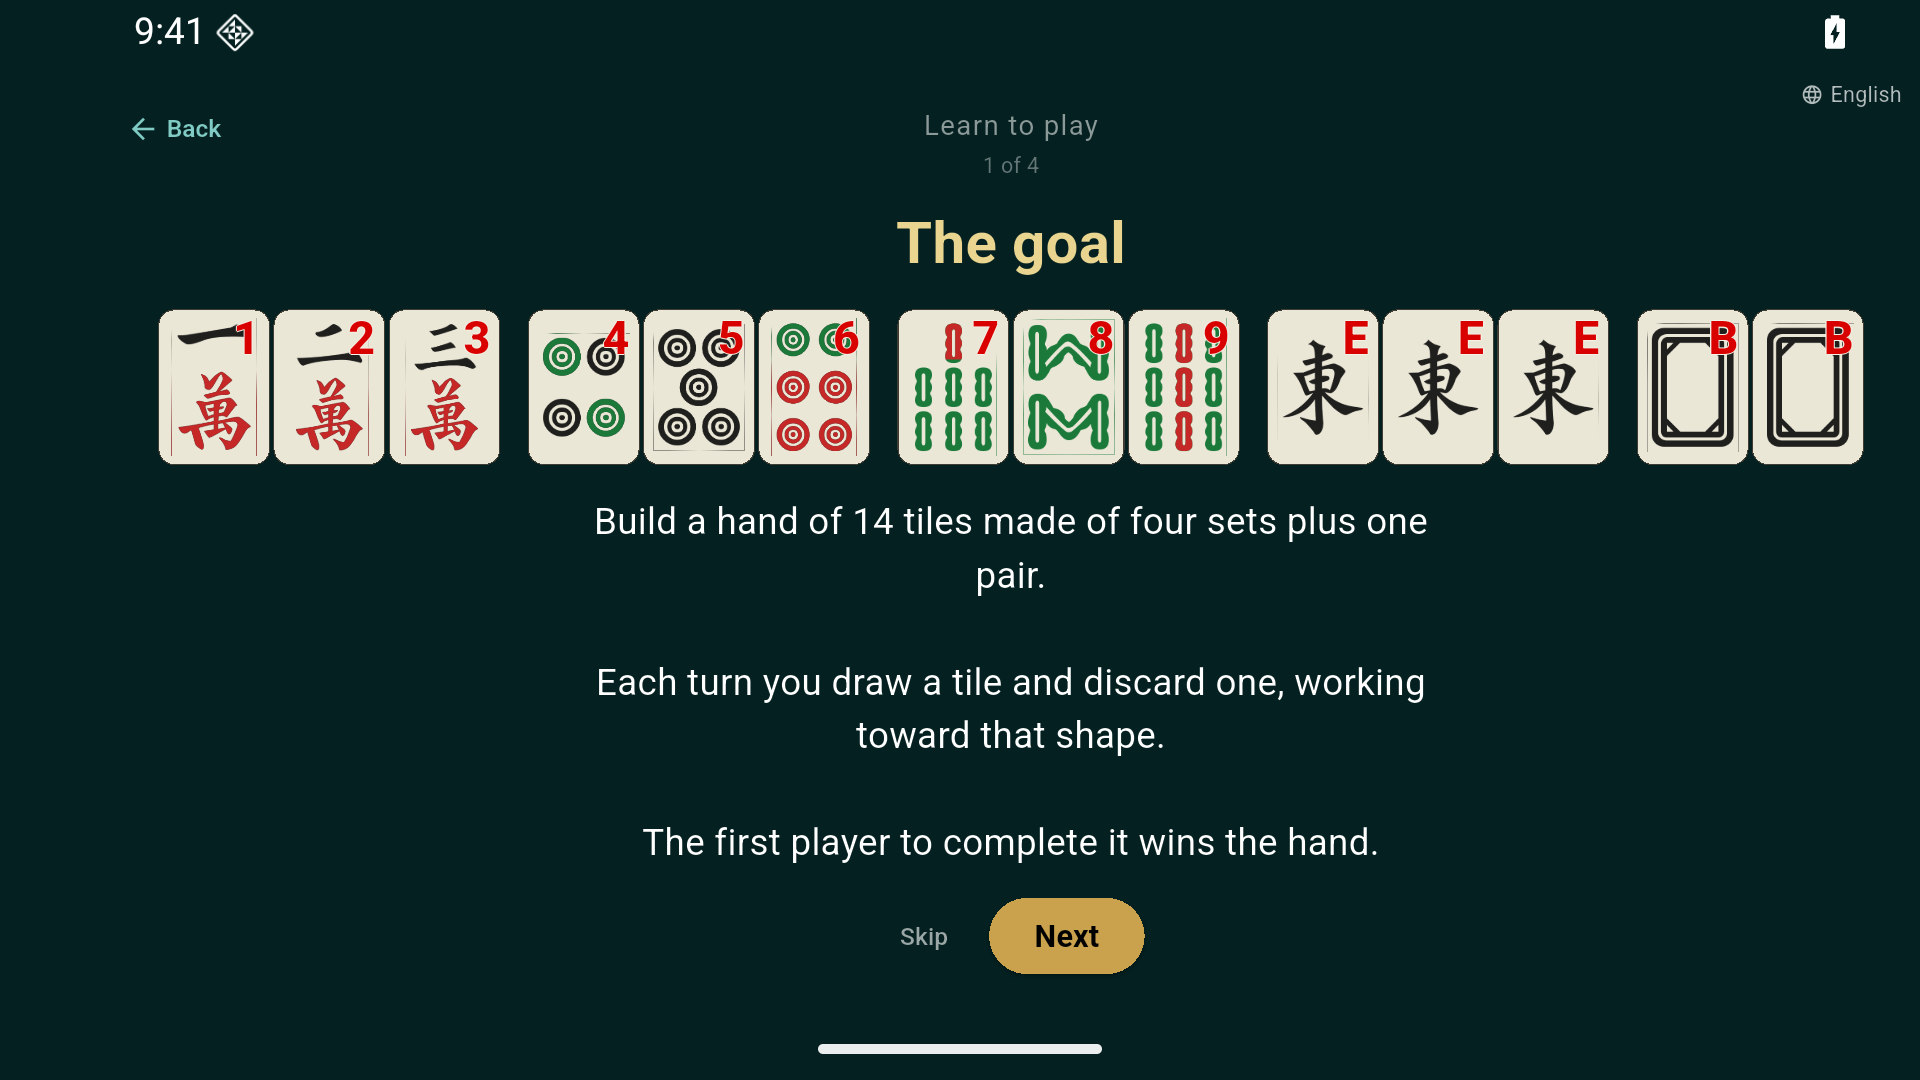 9:41
English
Back
Learn to play
1 of 4
The goal
一萬 1 二萬 2 三萬 3 4 5 6 7 8 9 東 E 東 E 東 E B B
Build a hand of 14 tiles made of four sets plus one
pair.
Each turn you draw a tile and discard one, working
toward that shape.
The first player to complete it wins the hand.
Skip
Next